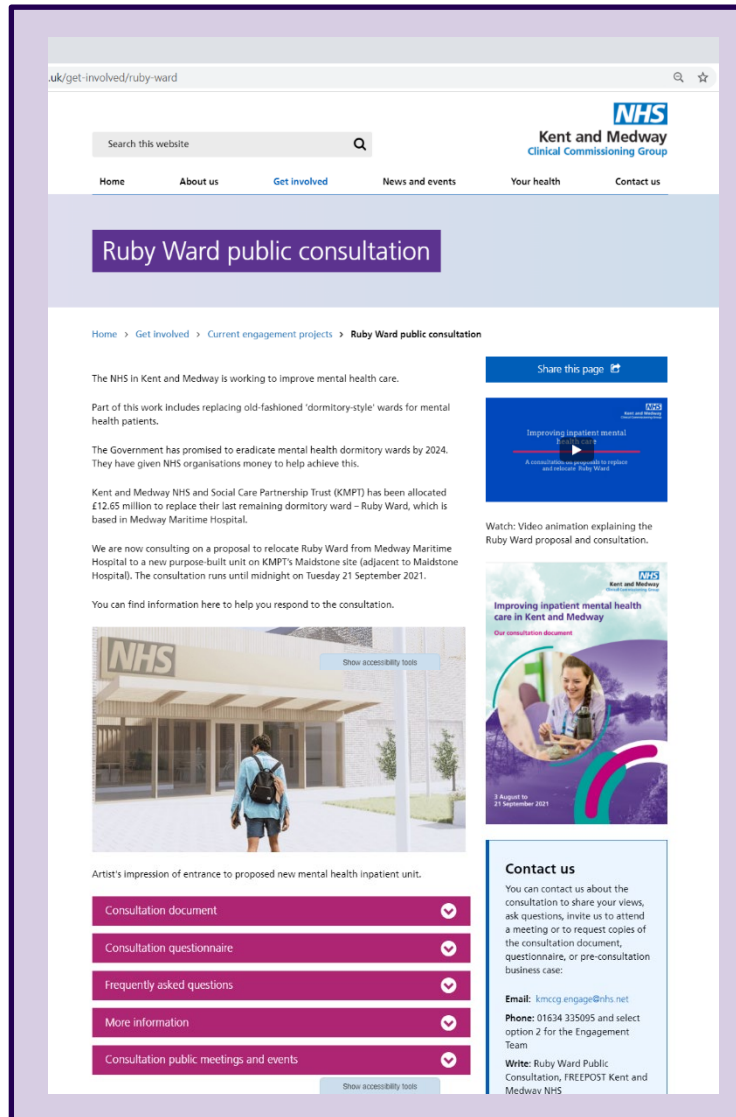 .uk/get-involved/ruby-ward
NHS
Kent and Medway
Clinical Commissioning Group
Search this website
Home About us Get involved News and events Your health Contact us
Ruby Ward public consultation
Home > Get involved > Current engagement projects > Ruby Ward public consultation
The NHS in Kent and Medway is working to improve mental health care.
Part of this work includes replacing old-fashioned 'dormitory-style' wards for mental
health patients.
The Government has promised to eradicate mental health dormitory wards by 2024.
They have given NHS organisations money to help achieve this.
Kent and Medway NHS and Social Care Partnership Trust (KMPT) has been allocated
£12.65 million to replace their last remaining dormitory ward – Ruby Ward, which is
based in Medway Maritime Hospital.
We are now consulting on a proposal to relocate Ruby Ward from Medway Maritime
Hospital to a new purpose-built unit on KMPT's Maidstone site (adjacent to Maidstone
Hospital). The consultation runs until midnight on Tuesday 21 September 2021.
You can find information here to help you respond to the consultation.
NHS
Show accessibility tools
Artist's impression of entrance to proposed new mental health inpatient unit.
Consultation document
Consultation questionnaire
Frequently asked questions
More information
Consultation public meetings and events
Show accessibility tools
Share this page
NHS
Kent and Medway
Clinical Commissioning Group
Improving inpatient mental
health care
A consultation on proposals to replace
and relocate Ruby Ward
Watch: Video animation explaining the
Ruby Ward proposal and consultation.
NHS
Kent and Medway
Clinical Commissioning Group
Improving inpatient mental health
care in Kent and Medway
Our consultation document
3 August to
21 September 2021
Contact us
You can contact us about the
consultation to share your views,
ask questions, invite us to attend
a meeting or to request copies of
the consultation document,
questionnaire, or pre-consultation
business case:
Email: kmccg.engage@nhs.net
Phone: 01634 335095 and select
option 2 for the Engagement
Team
Write: Ruby Ward Public
Consultation, FREEPOST Kent and
Medway NHS